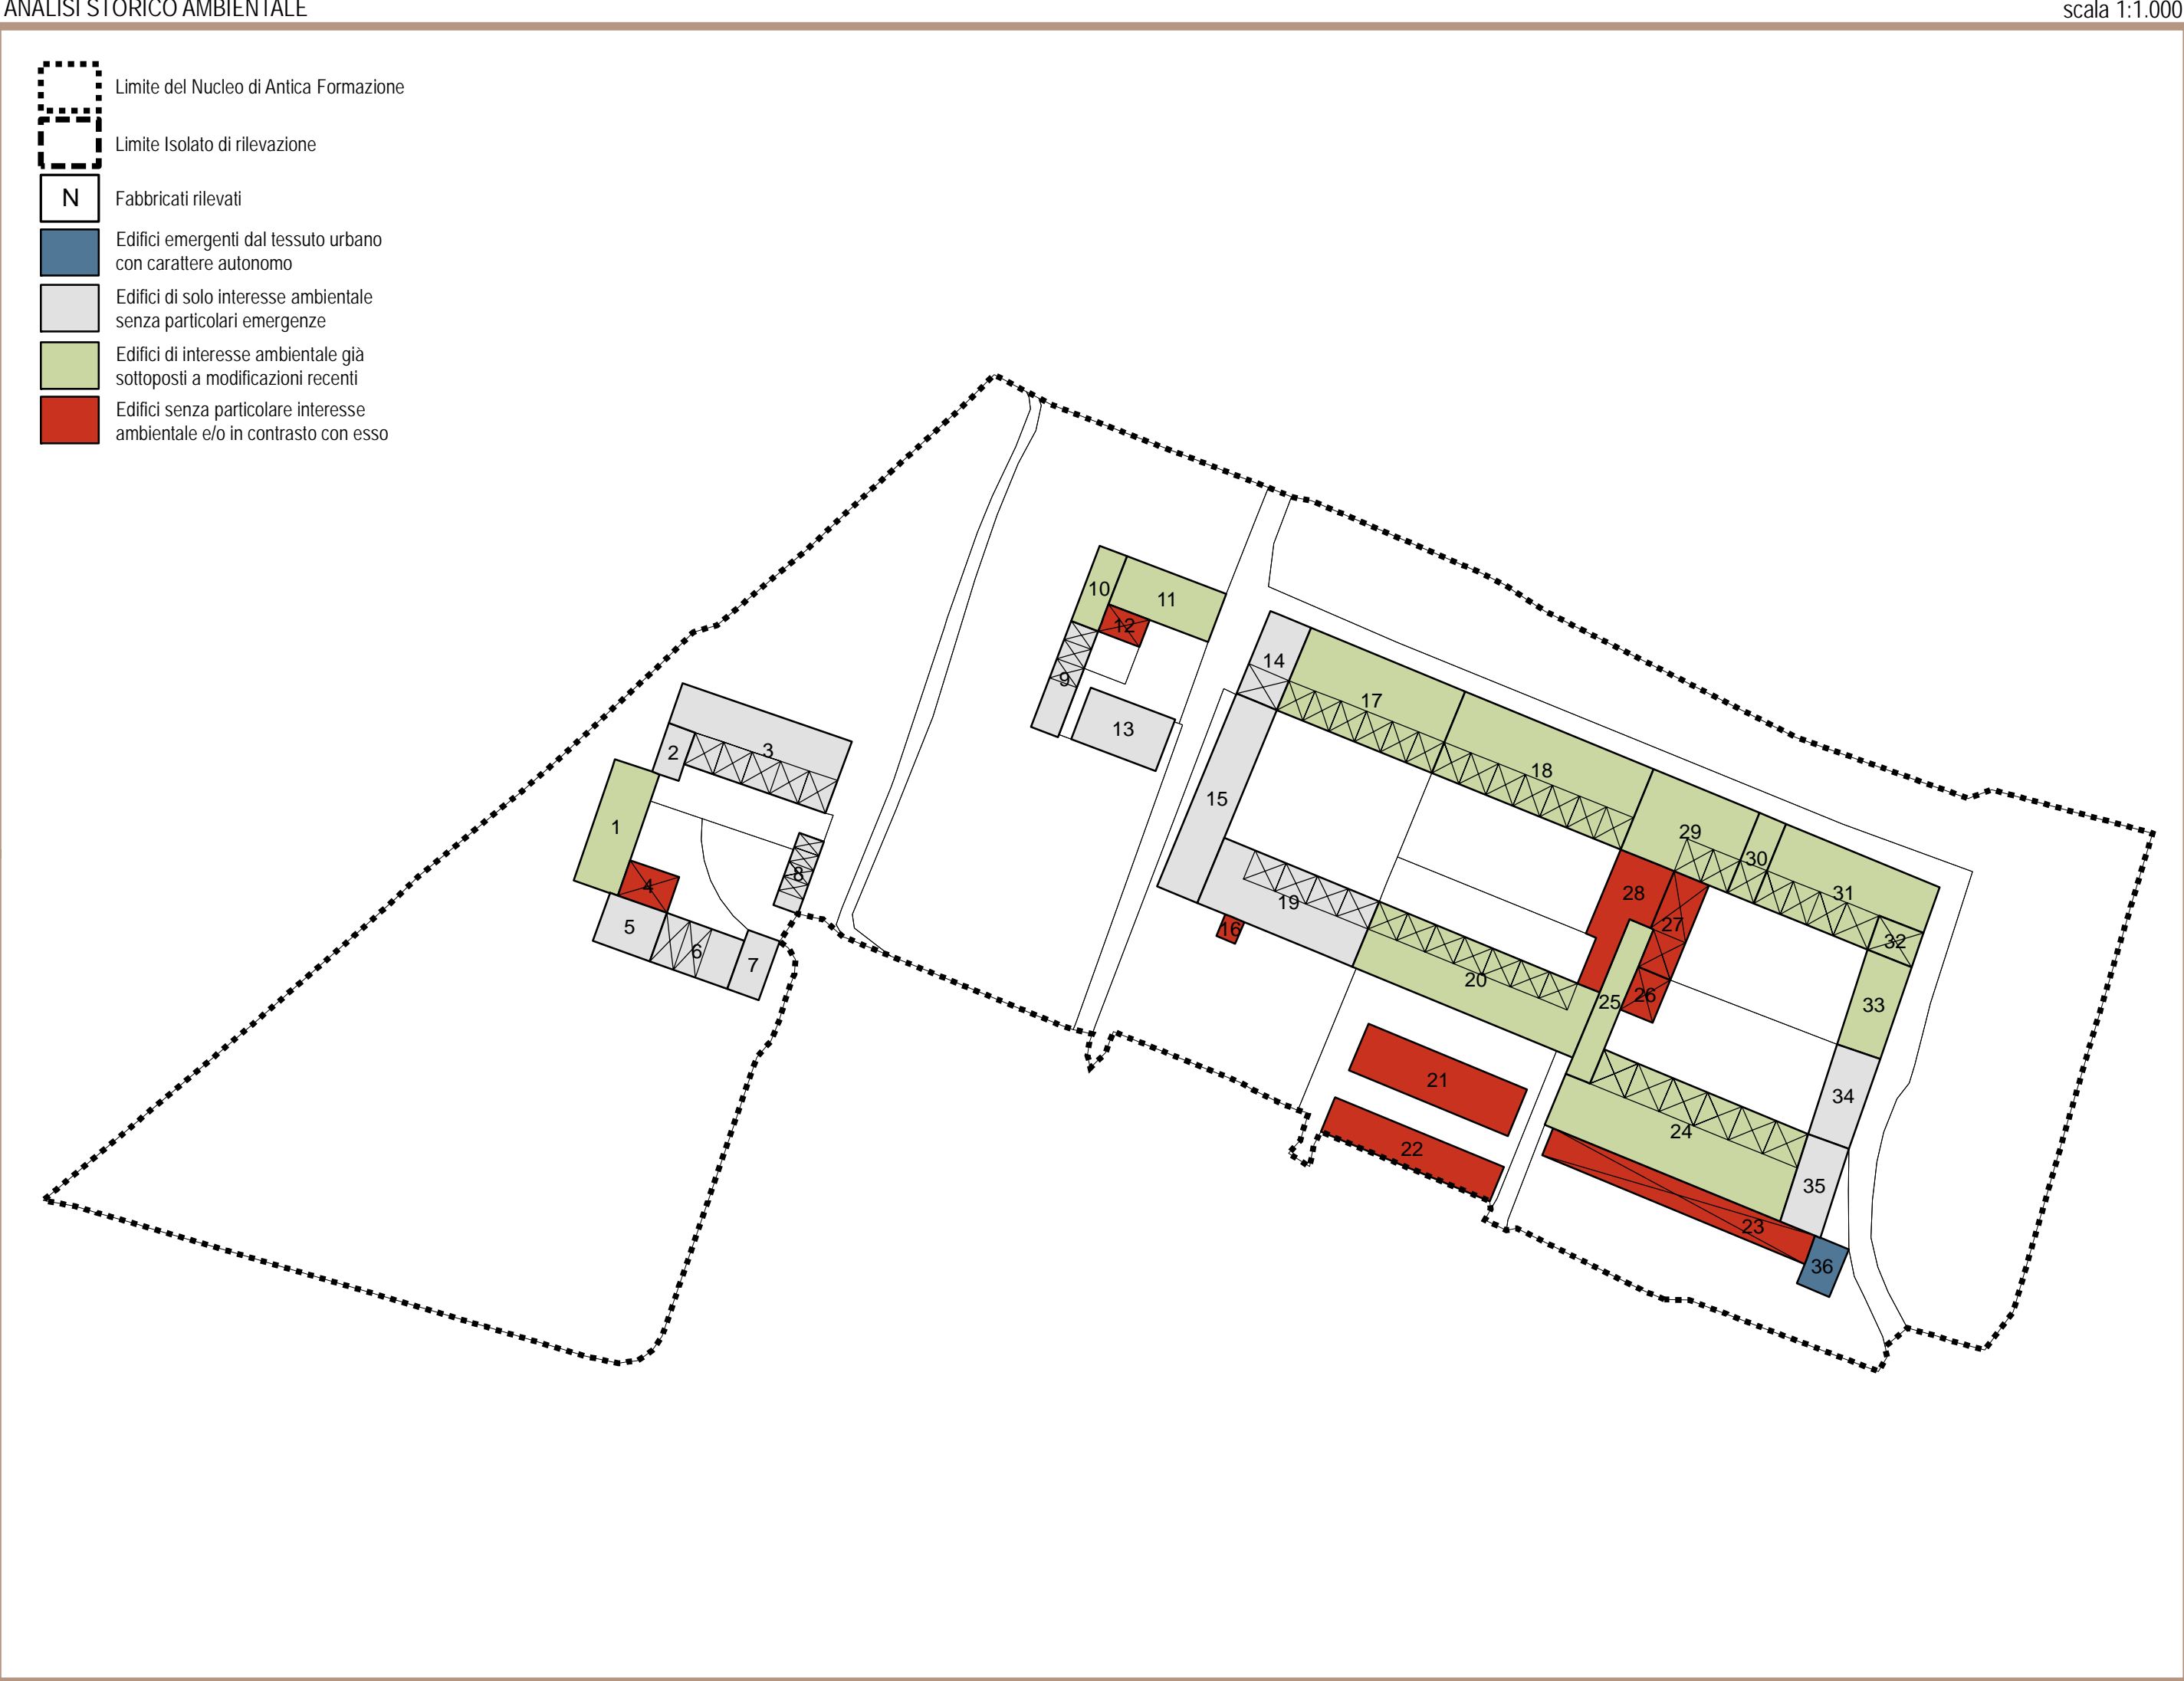 ANALISI STORICO AMBIENTALE
scala 1:1.000
Limite del Nucleo di Antica Formazione
Limite Isolato di rilevazione
N
Fabbricati rilevati
Edifici emergenti dal tessuto urbano
con carattere autonomo
Edifici di solo interesse ambientale
senza particolari emergenze
Edifici di interesse ambientale già
sottoposti a modificazioni recenti
Edifici senza particolare interesse
ambientale e/o in contrasto con esso
1
2
3
4
5
6
7
8
9
10
11
12
13
14
15
16
17
18
19
20
21
22
23
24
25
26
27
28
29
30
31
32
33
34
35
36